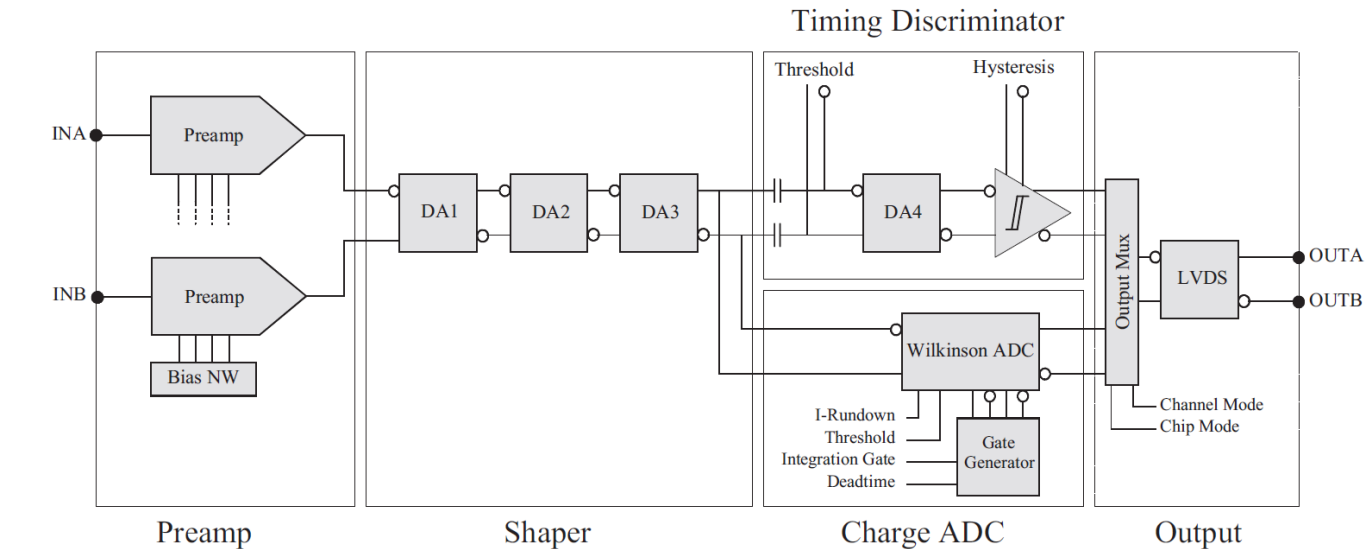 Timing Discriminator
Threshold
Hysteresis
INA
Preamp
DA1
DA2
DA3
DA4
INB
Preamp
Bias NW
Output Mux
LVDS
OUTA
OUTB
Wilkinson ADC
I-Rundown
Threshold
Integration Gate
Deadtime
Gate
Generator
Channel Mode
Chip Mode
Preamp
Shaper
Charge ADC
Output